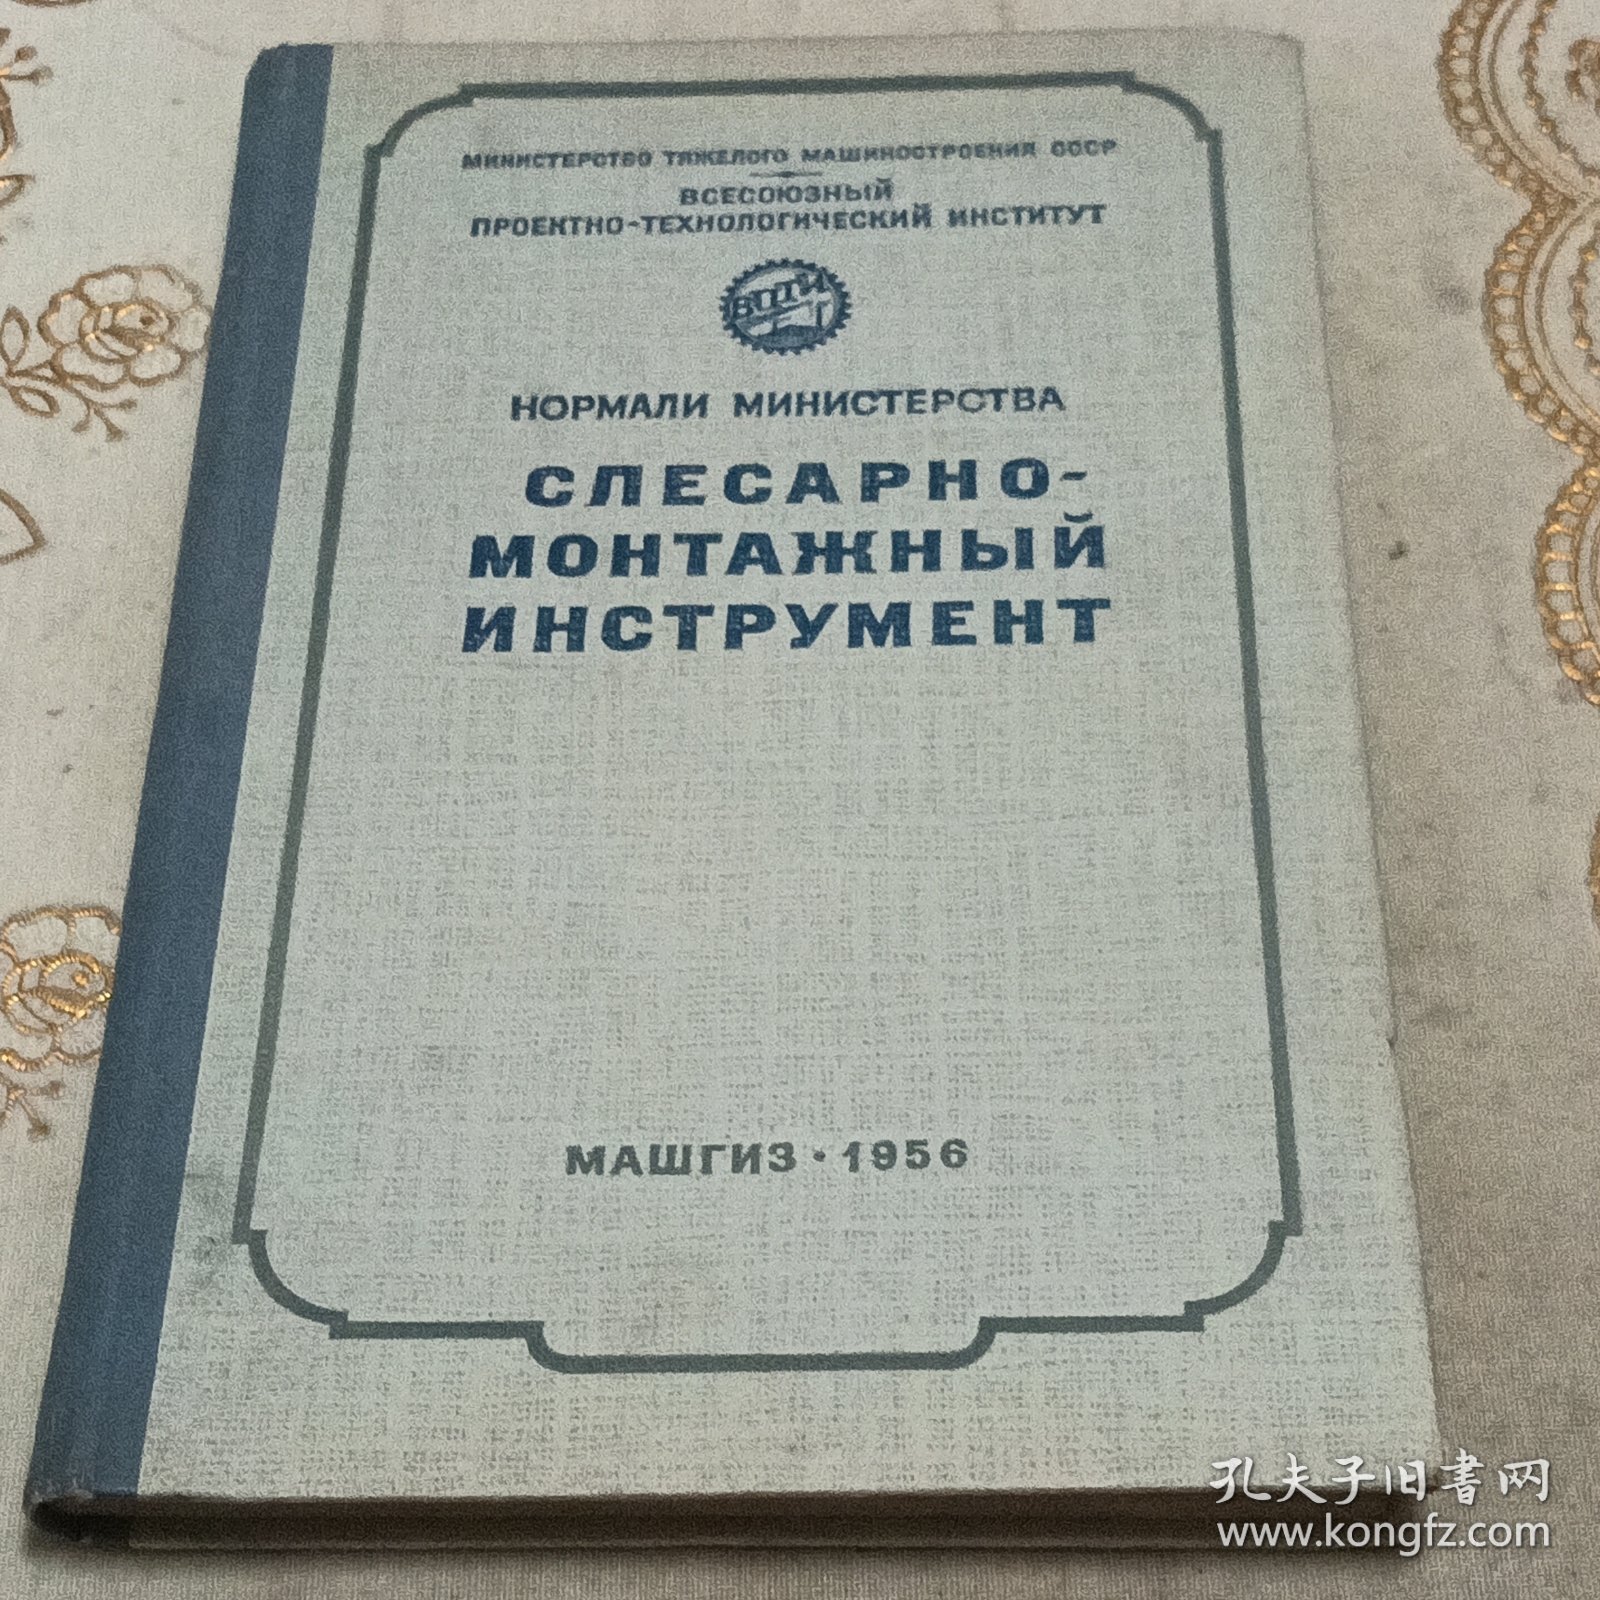 МИНИСТЕРСТВО ТЯЖЕЛОГО МАШИНОСТРОЕНИЯ СССР
ВСЕСОЮЗНЫЙ
ПРОЕКТНО-ТЕХНОЛОГИЧЕСКИЙ ИНСТИТУТ
ВПТИ
НОРМАЛИ МИНИСТЕРСТВА
СЛЕСАРНО-
МОНТАЖНЫЙ
ИНСТРУМЕНТ
МАШГИЗ · 1956
孔夫子旧书网
www.kongfz.com